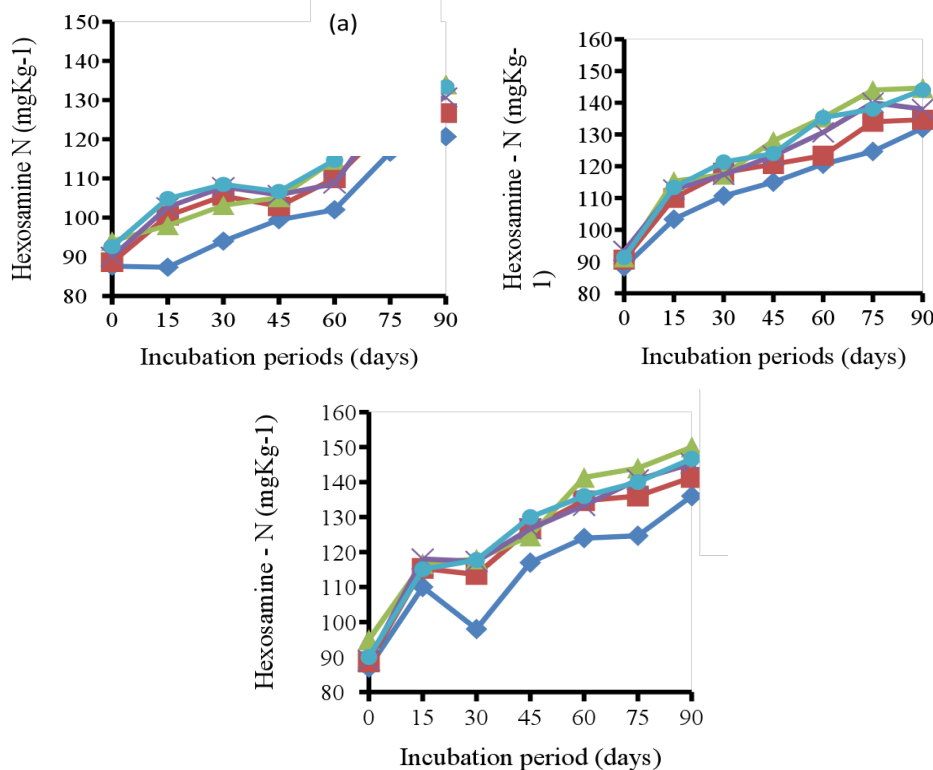 (a)
Hexosamine N (mgKg-1)
150
140
130
120
110
100
90
80
0 15 30 45 60 75 90
Incubation periods (days)
Hexosamine - N (mgKg-
1)
160
150
140
130
120
110
100
90
80
0 15 30 45 60 75 90
Incubation periods (days)
Hexosamine - N (mgKg-1)
160
150
140
130
120
110
100
90
80
0 15 30 45 60 75 90
Incubation period (days)